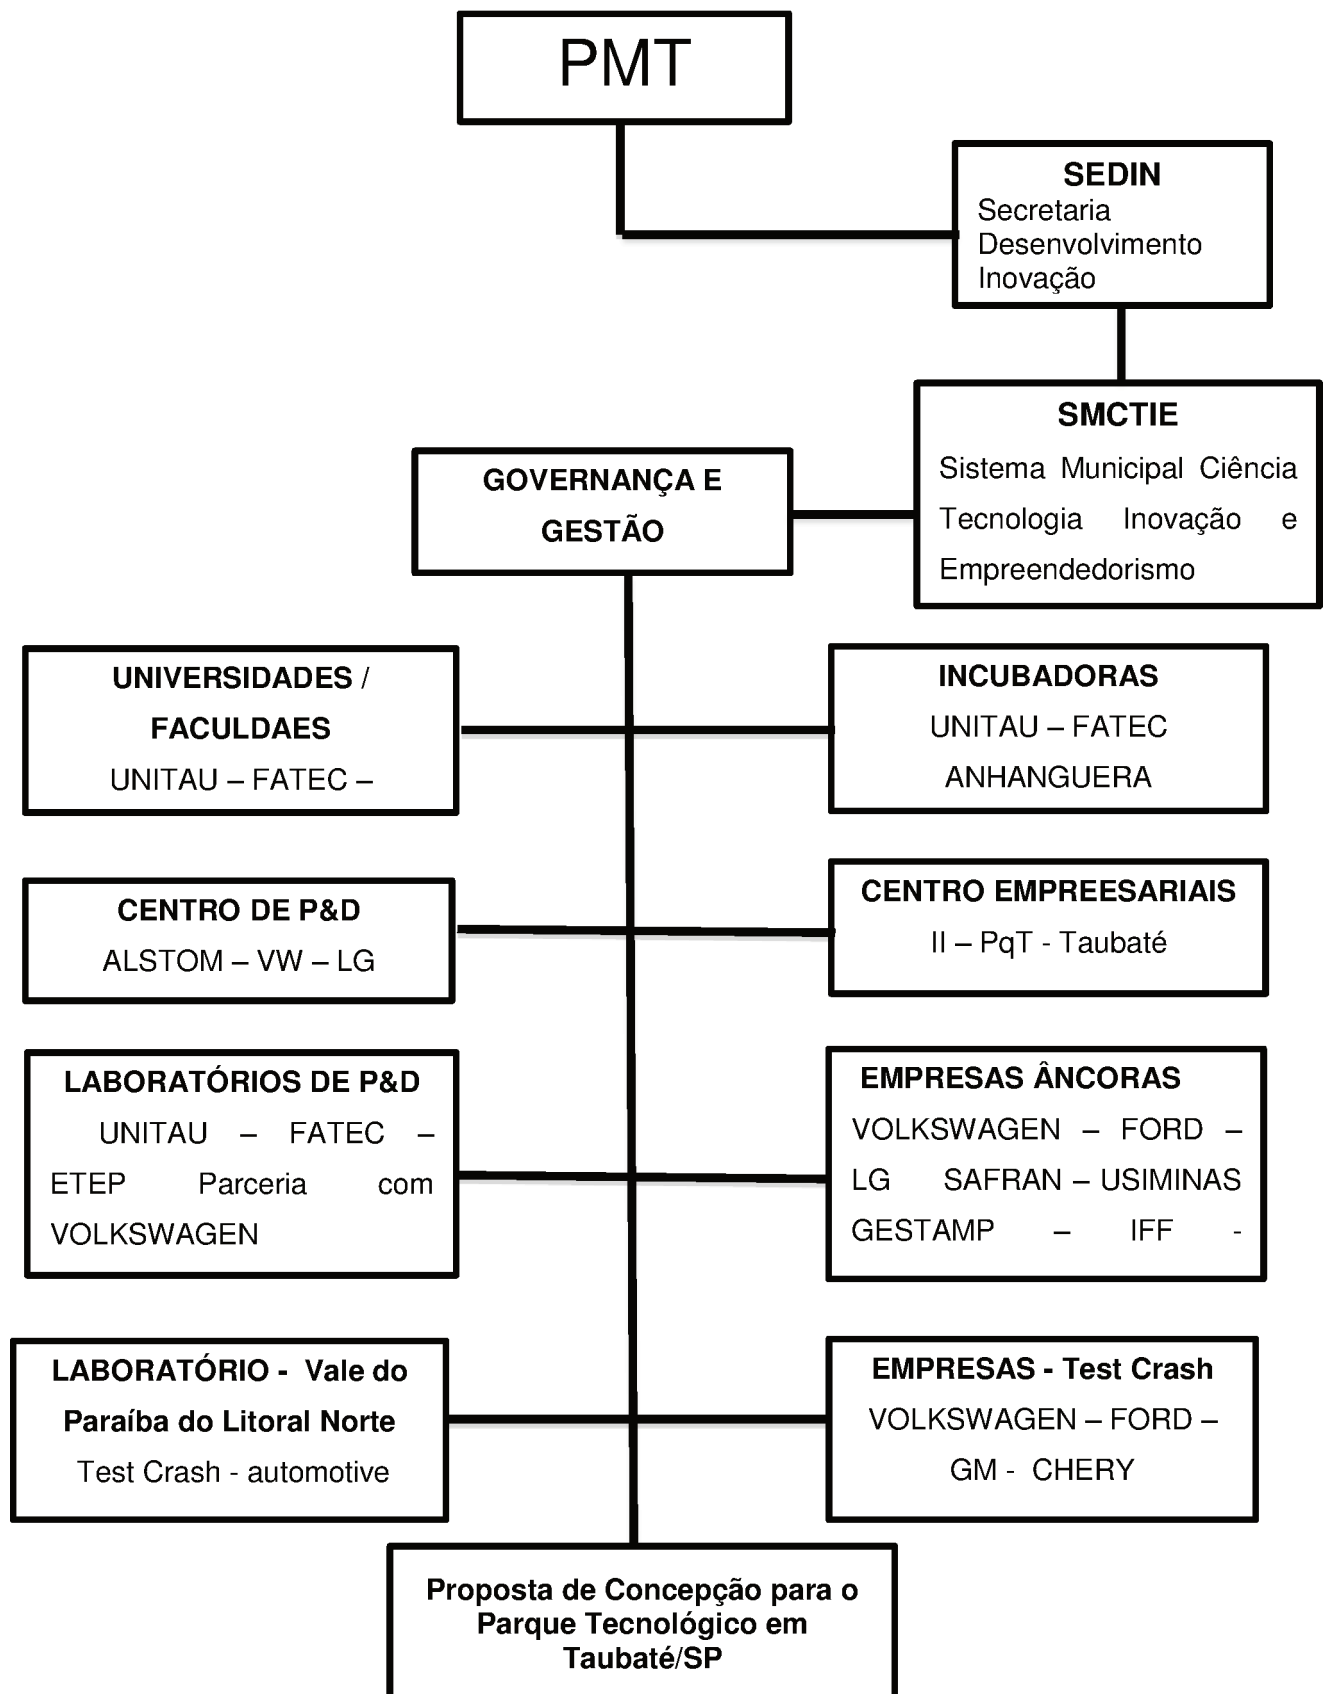 PMT
SEDIN
Secretaria
Desenvolvimento
Inovação
SMCTIE
Sistema Municipal Ciência
Tecnologia Inovação e
Empreendedorismo
GOVERNANÇA E
GESTÃO
UNIVERSIDADES /
FACULDAES
UNITAU – FATEC –
INCUBADORAS
UNITAU – FATEC
ANHANGUERA
CENTRO DE P&D
ALSTOM – VW – LG
CENTRO EMPREESARIAIS
II – PqT - Taubaté
LABORATÓRIOS DE P&D
UNITAU – FATEC –
ETEP Parceria com
VOLKSWAGEN
EMPRESAS ÂNCORAS
VOLKSWAGEN – FORD –
LG SAFRAN – USIMINAS
GESTAMP – IFF -
LABORATÓRIO - Vale do
Paraíba do Litoral Norte
Test Crash - automotive
EMPRESAS - Test Crash
VOLKSWAGEN – FORD –
GM - CHERY
Proposta de Concepção para o
Parque Tecnológico em
Taubaté/SP